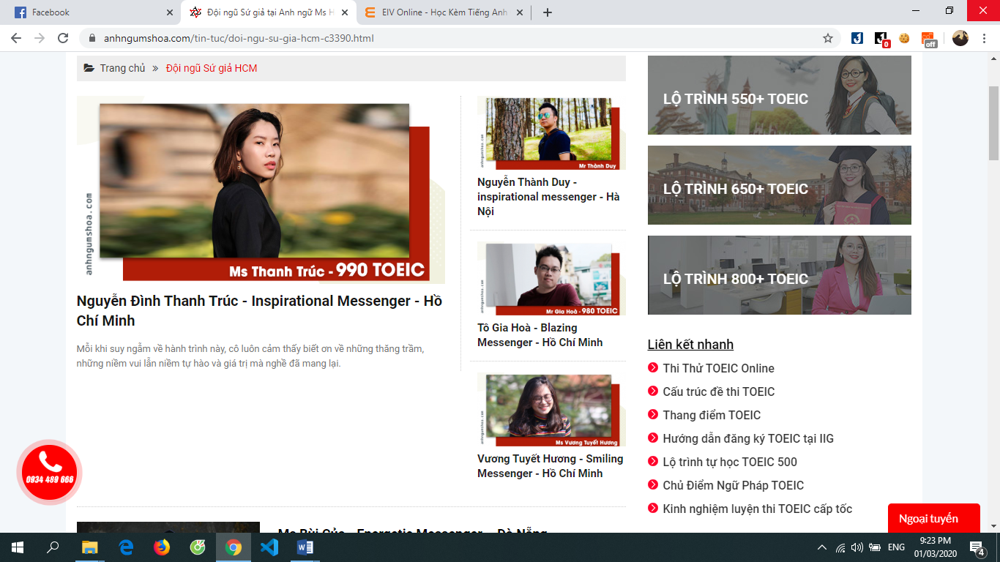 Facebook
Đội ngũ Sứ giả tại Anh ngữ Ms H
EIV Online - Học Kèm Tiếng Anh
anhngumshoa.com/tin-tuc/doi-ngu-su-gia-hcm-c3390.html
0
off
Trang chủ » Đội ngũ Sứ giả HCM
anhngumshoa.com
Ms Thanh Trúc - 990 TOEIC
Nguyễn Đình Thanh Trúc - Inspirational Messenger - Hồ
Chí Minh
Mỗi khi suy ngẫm về hành trình này, cô luôn cảm thấy biết ơn về những thăng trầm,
những niềm vui lẫn niềm tự hào và giá trị mà nghề đã mang lại.
anhngumshoa.com
Mr Thành Duy
Nguyễn Thành Duy -
inspirational messenger - Hà
Nội
anhngumshoa.com
Mr Gia Hoà - 980 TOEIC
Tô Gia Hoà - Blazing
Messenger - Hồ Chí Minh
anhngumshoa.com
Ms Vương Tuyết Hương
Vương Tuyết Hương - Smiling
Messenger - Hồ Chí Minh
LỘ TRÌNH 550+ TOEIC
LỘ TRÌNH 650+ TOEIC
LỘ TRÌNH 800+ TOEIC
Liên kết nhanh
Thi Thử TOEIC Online
Cấu trúc đề thi TOEIC
Thang điểm TOEIC
Hướng dẫn đăng ký TOEIC tại IIG
Lộ trình tự học TOEIC 500
Chủ Điểm Ngữ Pháp TOEIC
Kinh nghiệm luyện thi TOEIC cấp tốc
0934 489 666
Ngoại tuyến
ENG
9:23 PM
01/03/2020
4